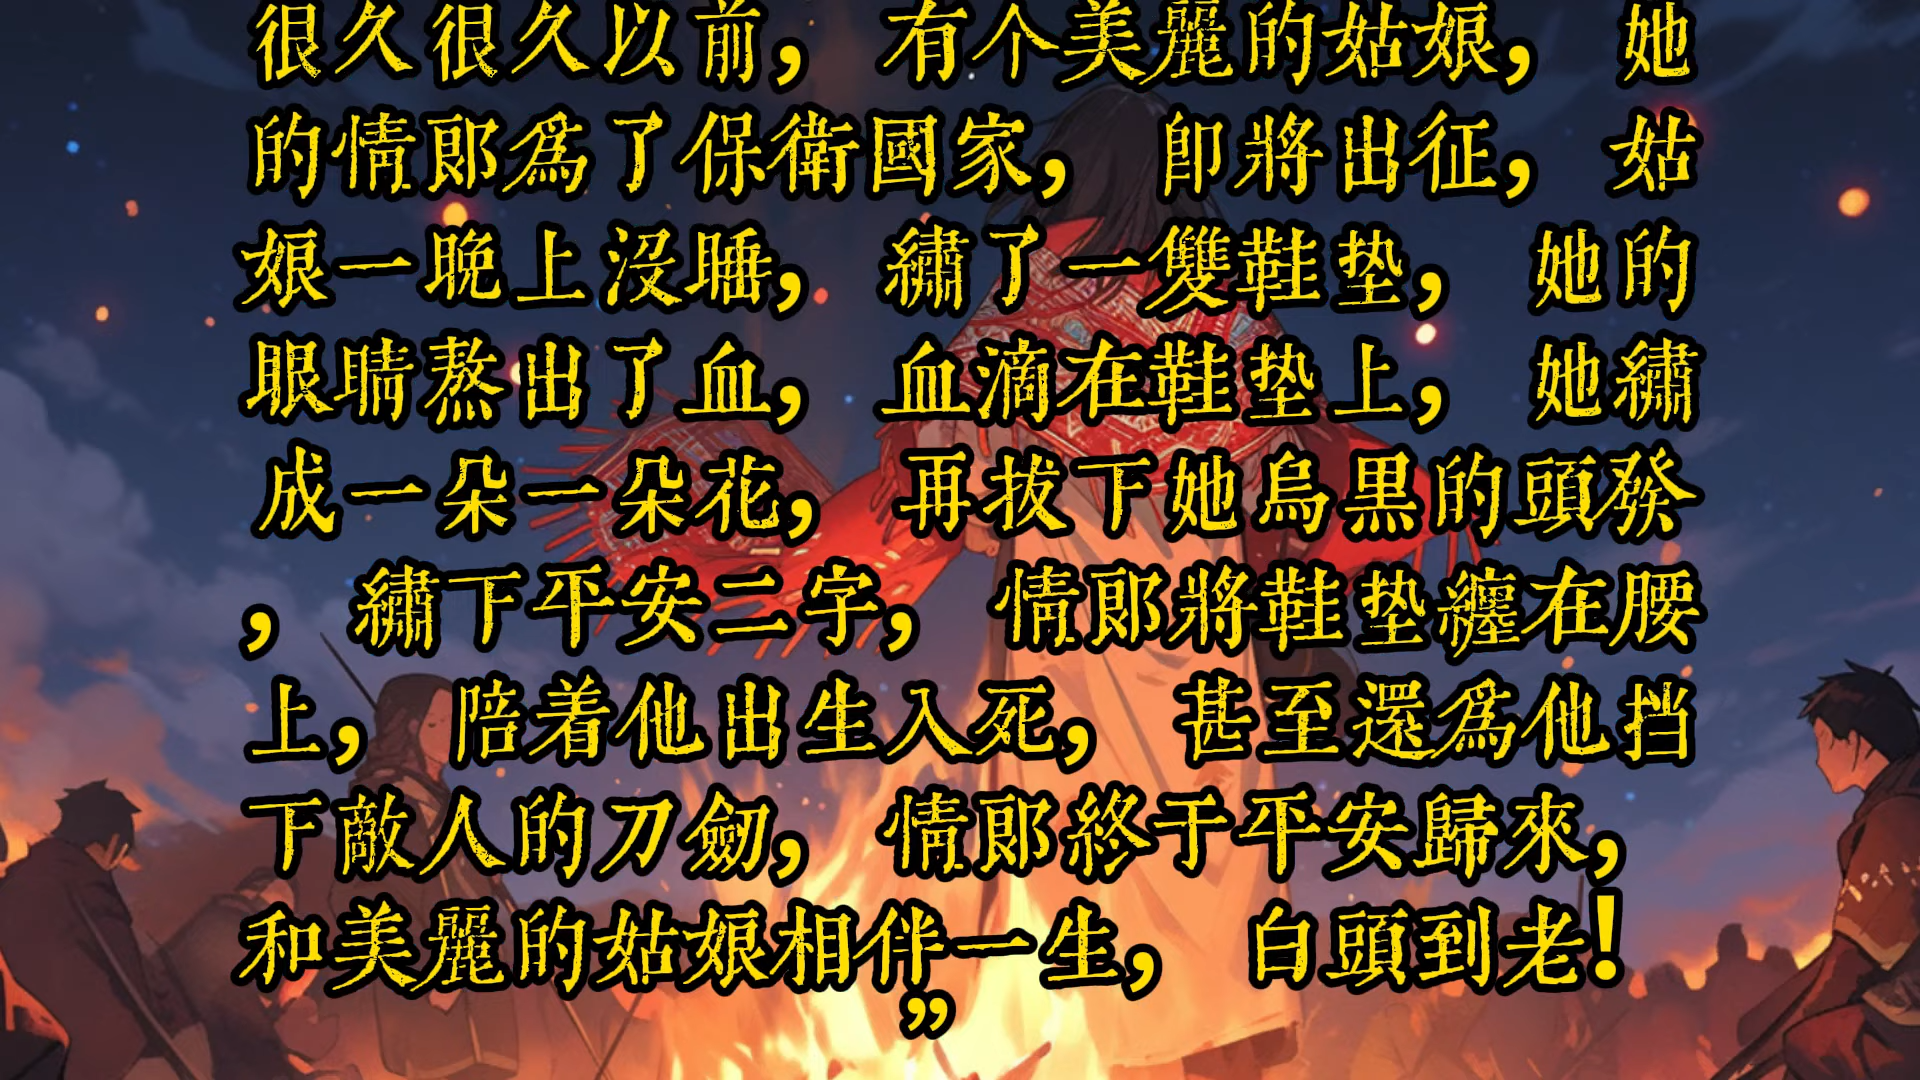 很久很久以前，有个美麗的姑娘，她
的情郎爲了保衛國家，即將出征，姑
娘一晚上没睡，繡了一雙鞋垫，她的
眼睛熬出了血，血滴在鞋垫上，她繡
成一朵一朵花，再拔下她烏黑的頭發
，繡下平安二字，情郎將鞋垫纏在腰
上，陪着他出生入死，甚至還爲他挡
下敵人的刀劒，情郎終于平安歸來，
和美麗的姑娘相伴一生，白頭到老！
”